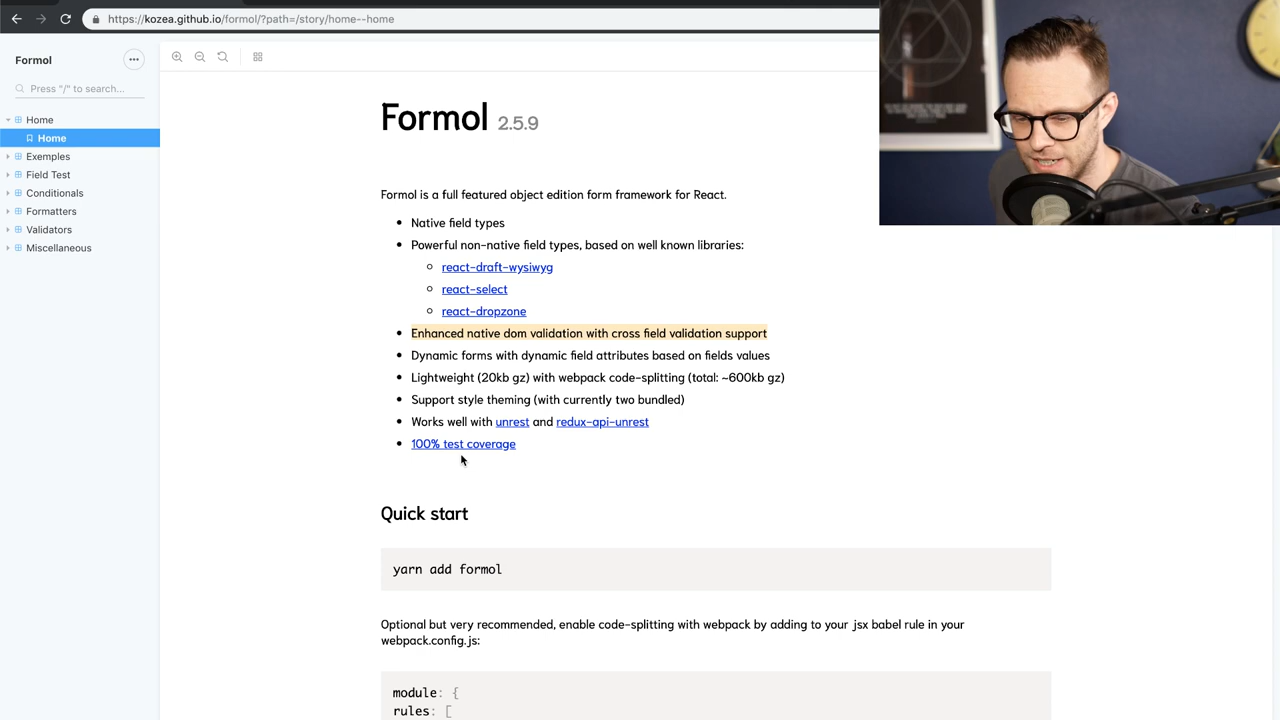 https://kozea.github.io/formol/?path=/story/home--home
Formol
Press "/" to search...
Home
Home
Exemples
Field Test
Conditionals
Formatters
Validators
Miscellaneous
Formol 2.5.9
Formol is a full featured object edition form framework for React.
Native field types
Powerful non-native field types, based on well known libraries:
react-draft-wysiwyg
react-select
react-dropzone
Enhanced native dom validation with cross field validation support
Dynamic forms with dynamic field attributes based on fields values
Lightweight (20kb gz) with webpack code-splitting (total: ~600kb gz)
Support style theming (with currently two bundled)
Works well with unrest and redux-api-unrest
100% test coverage
Quick start
yarn add formol
Optional but very recommended, enable code-splitting with webpack by adding to your jsx babel rule in your
webpack.config.js:
module: {
rules: [